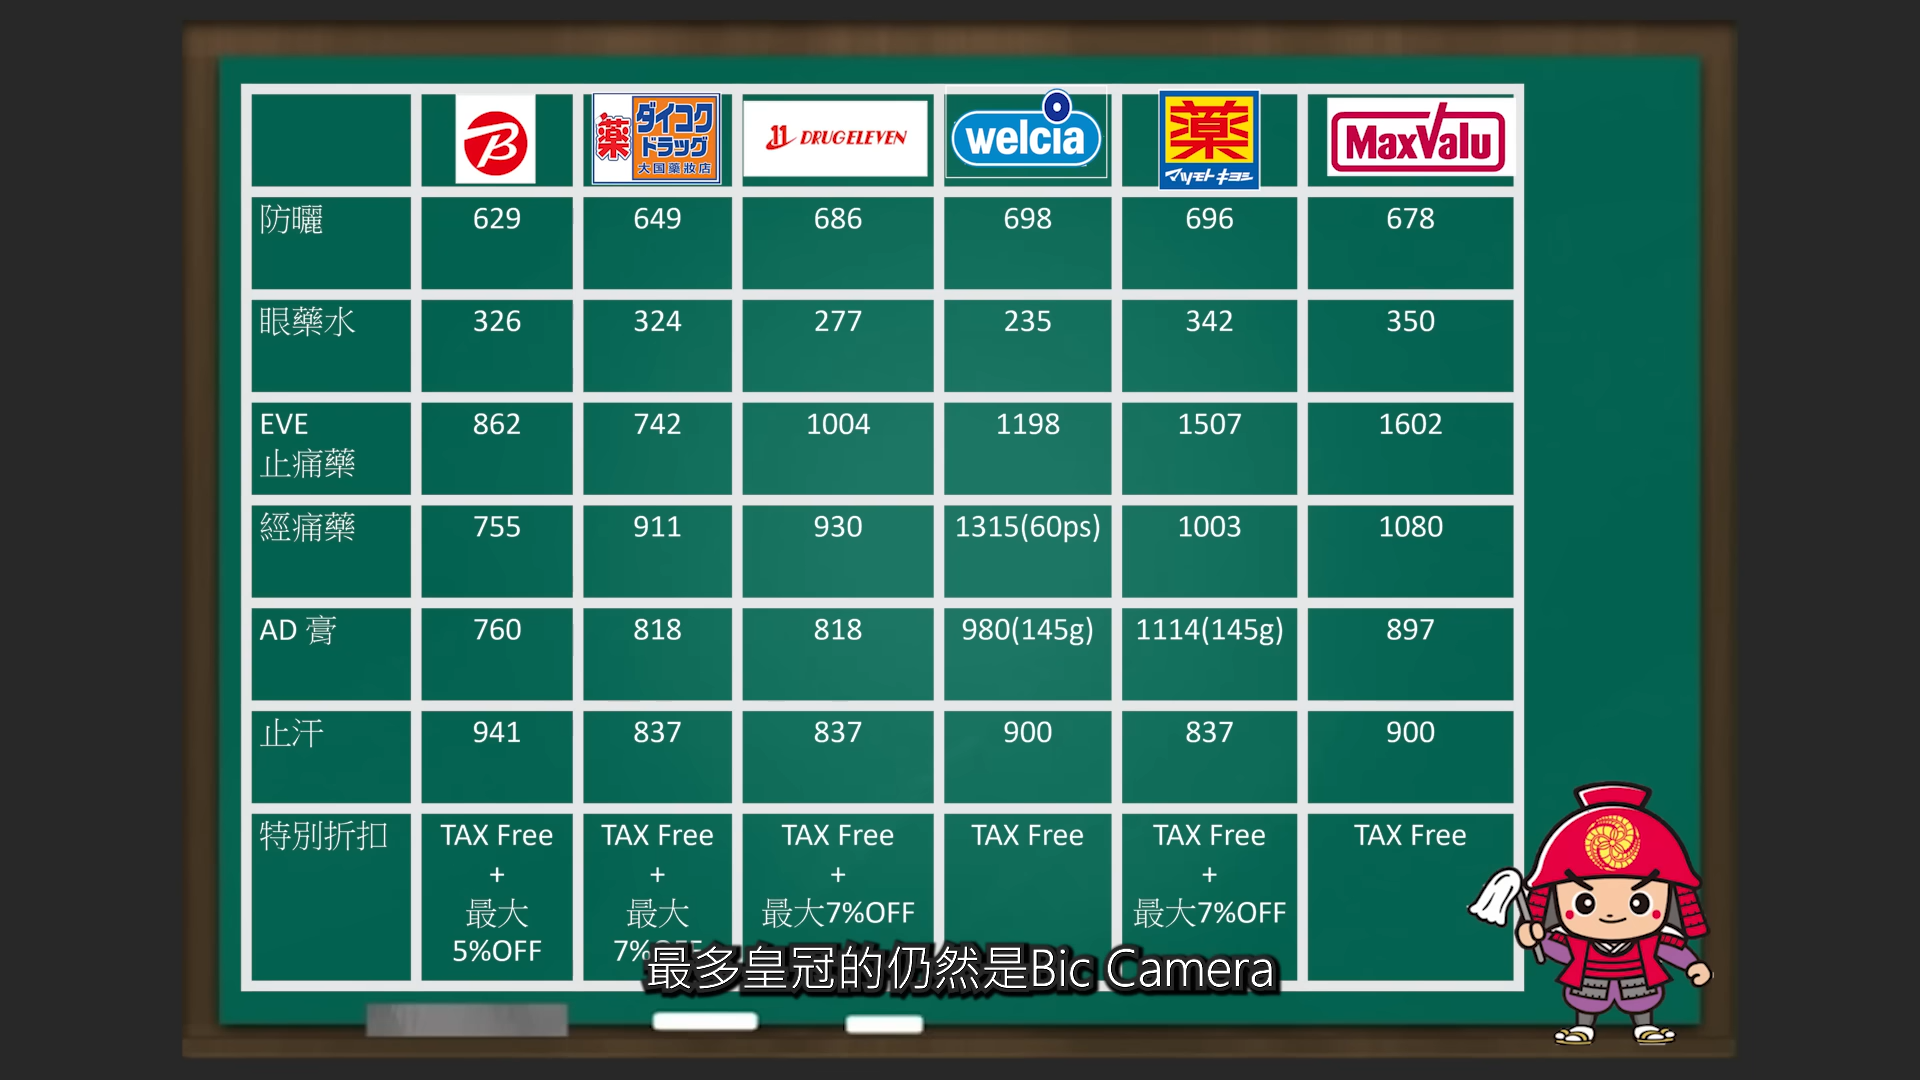 B
薬
ダイコク
ドラッグ
大国薬妝店
DRUGELEVEN
welcia
薬
マツモトキヨシ
MaxValu
防曬
629
649
686
698
696
678
眼藥水
326
324
277
235
342
350
EVE
止痛藥
862
742
1004
1198
1507
1602
經痛藥
755
911
930
1315(60ps)
1003
1080
AD 膏
760
818
818
980(145g)
1114(145g)
897
止汗
941
837
837
900
837
900
特別折扣
TAX Free
+
最大
5%OFF
TAX Free
+
最大
7%OFF
TAX Free
+
最大7%OFF
TAX Free
TAX Free
+
最大7%OFF
TAX Free
最多皇冠的仍然是Bic Camera